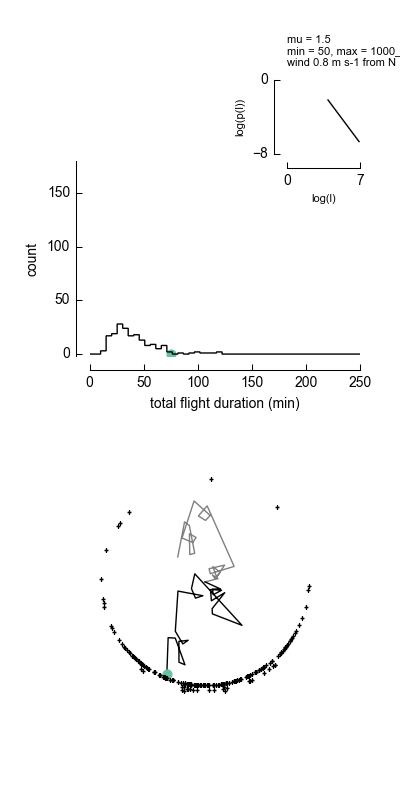 mu = 1.5
min = 50, max = 1000_
wind 0.8 m s-1 from N
0
log(p(l))
−8
0
7
log(l)
150
100
50
0
count
0 50 100 150 200 250
total flight duration (min)